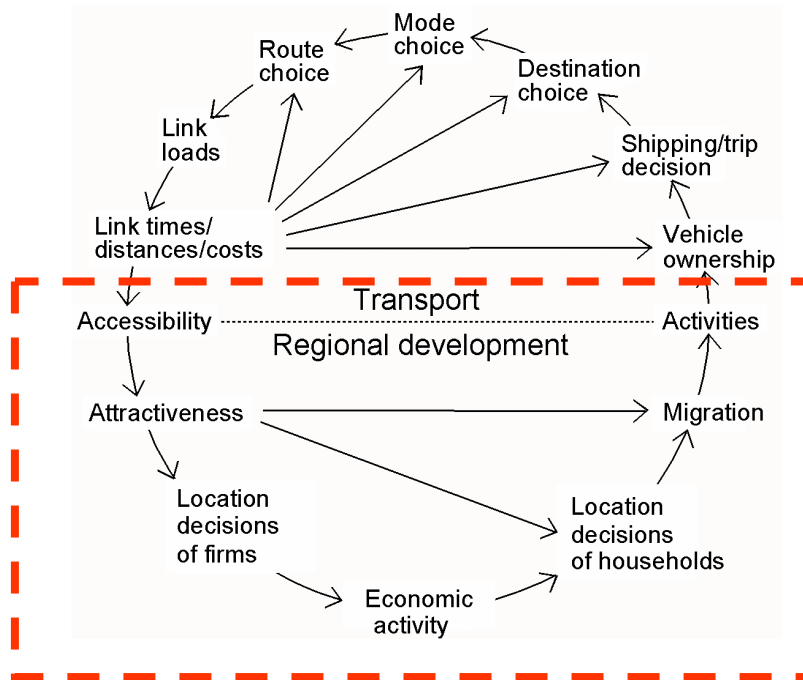 Mode
choice
Route
choice
Destination
choice
Link
loads
Shipping/trip
decision
Link times/
distances/costs
Vehicle
ownership
Transport
Accessibility
Activities
Regional development
Attractiveness
Migration
Location
decisions
of firms
Location
decisions
of households
Economic
activity